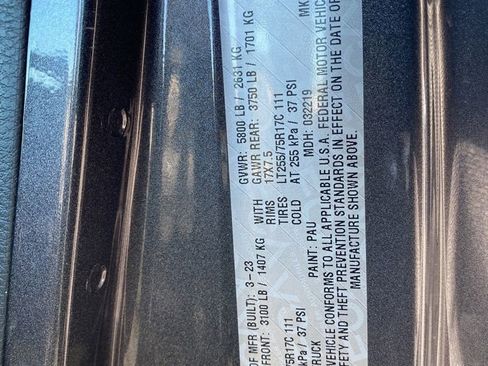 OF MFR (BUILT): 3-23 GVWR: 5800 LB / 2631 KG
FRONT: 3100 LB / 1407 KG GAWR REAR: 3750 LB / 1701 KG
WITH 17X7.5
RIMS
75R17C 111 TIRES LT255/75R17C 111
kPa / 37 PSI COLD AT 255 kPa / 37 PSI
RUCK PAINT: PAU MDH: 032219 MK
VEHICLE CONFORMS TO ALL APPLICABLE U.S.A. FEDERAL MOTOR VEHIC
FETY AND THEFT PREVENTION STANDARDS IN EFFECT ON THE DATE OF
MANUFACTURE SHOWN ABOVE.